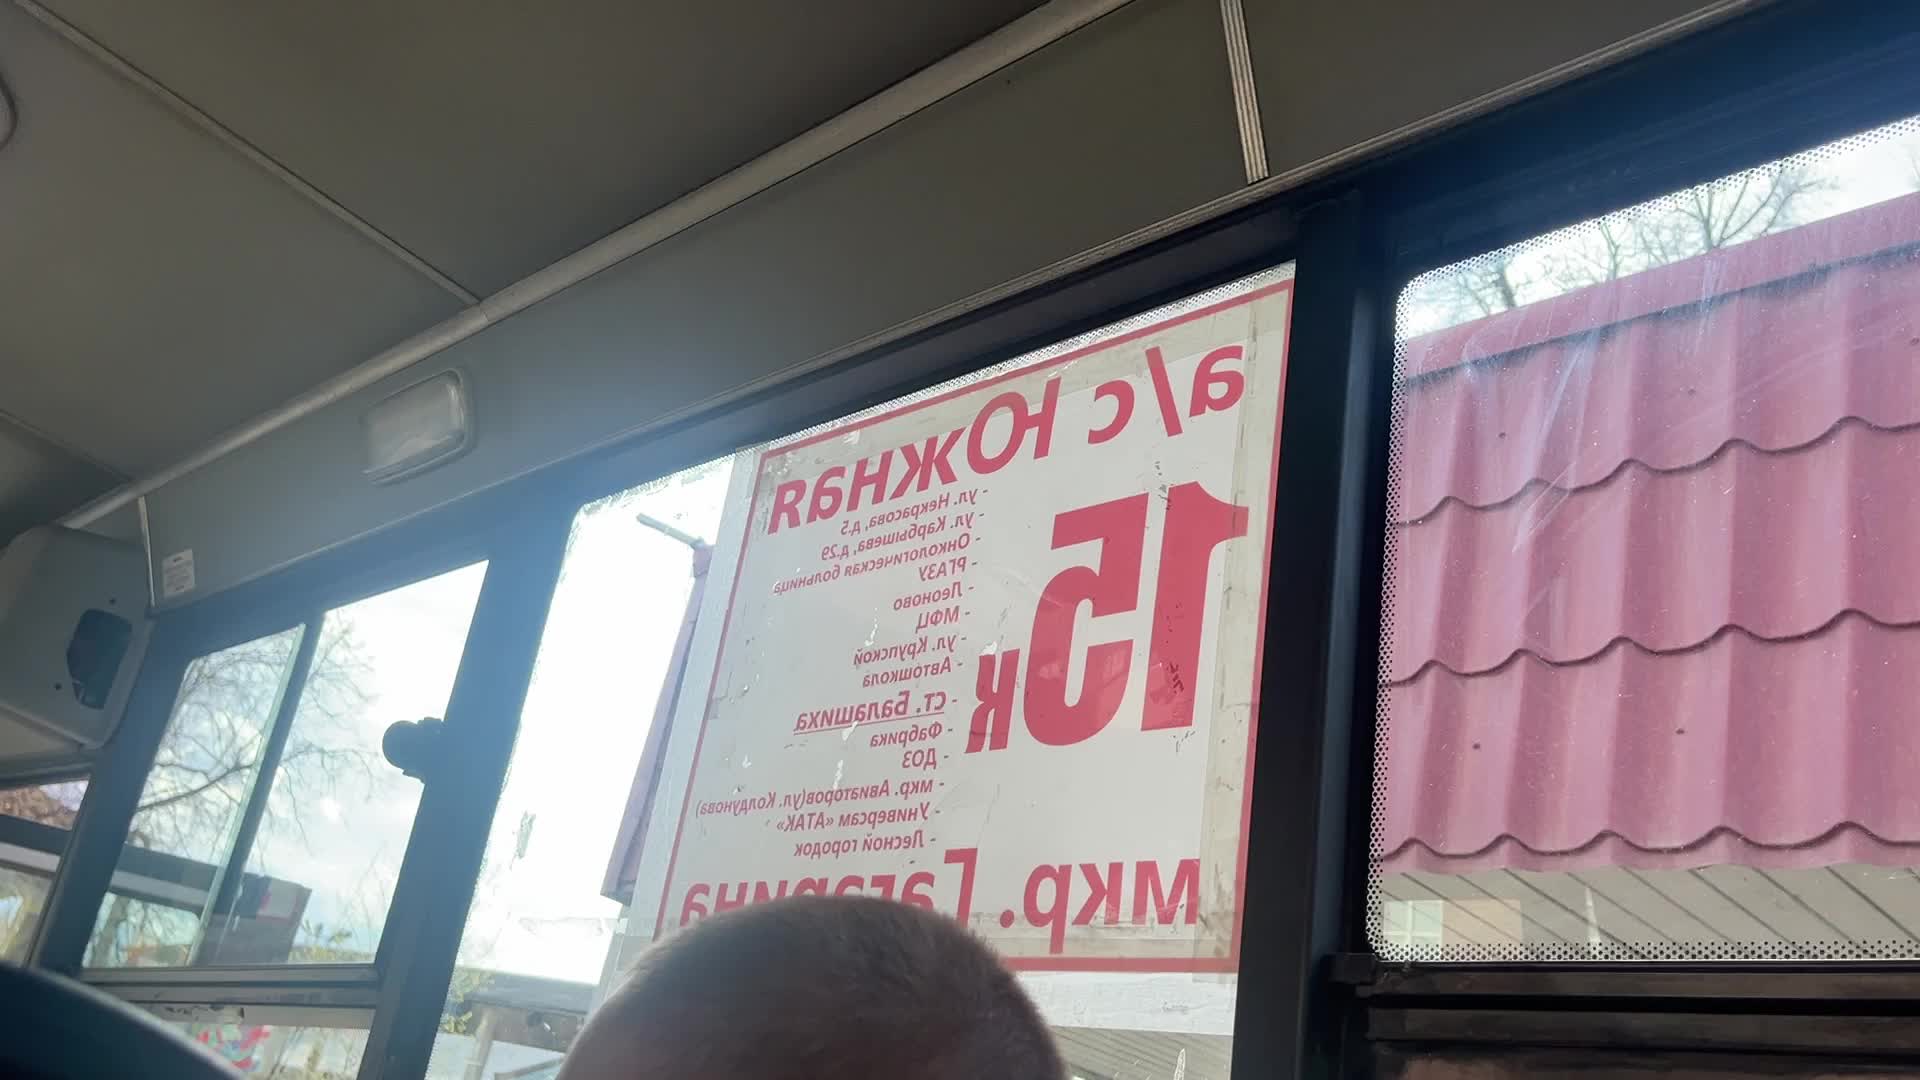 а/с Южная
15к
- ул. Некрасова, д.5
- ул. Карбышева, д.29
- Онкологическая больница
- РГАЗУ
- Леоново
- МФЦ
- ул. Крупской
- Автошкола
- ст. Балашиха
- Фабрика
- ДОЗ
- мкр. Авиаторов(ул. Колдунова)
- Универсам «АТАК»
- Лесной городок
мкр. Гагарина